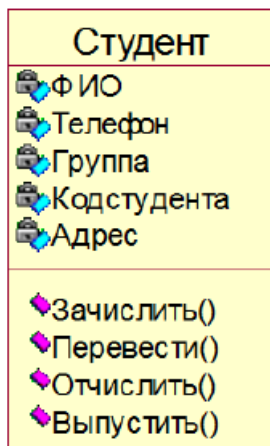 Студент
ФИО
Телефон
Группа
Кодстудента
Адрес
Зачислить()
Перевести()
Отчислить()
Выпустить()